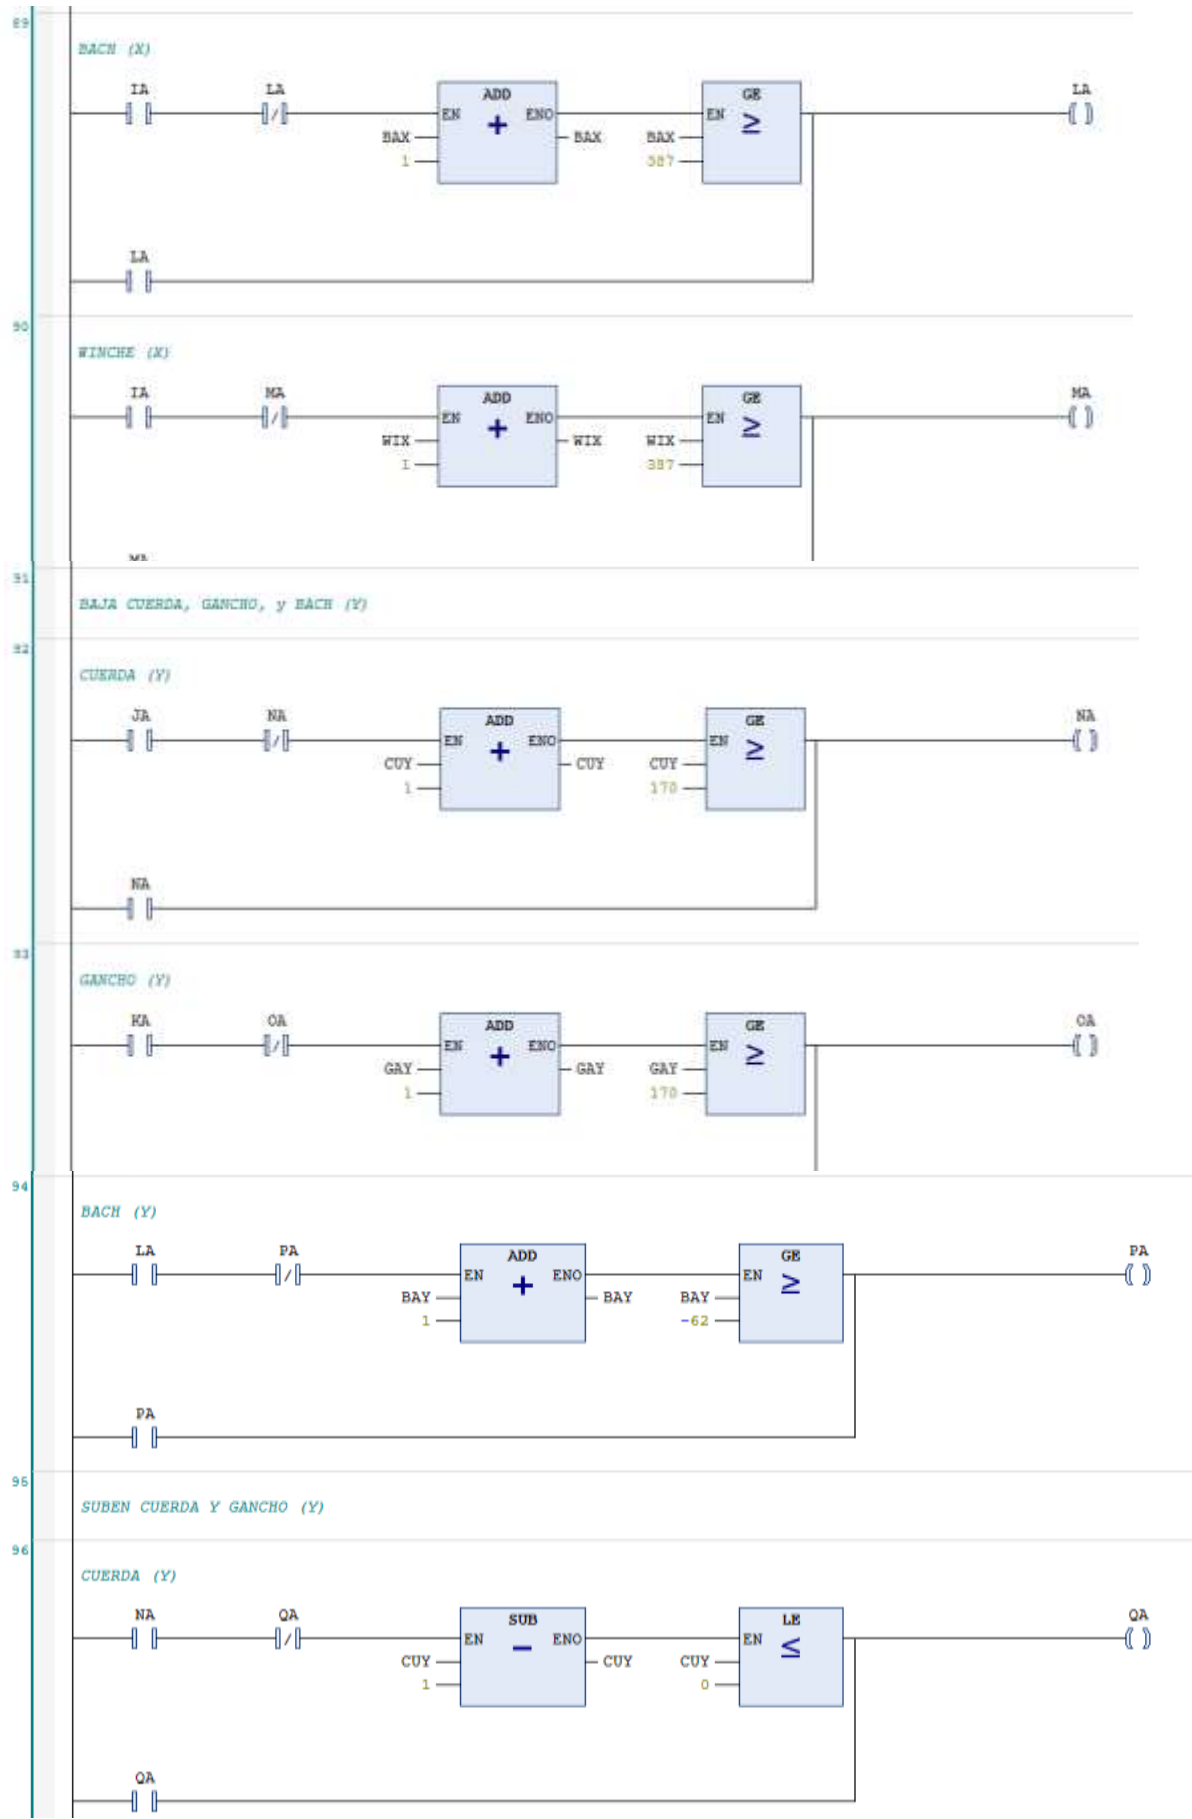 89
BACH (X)
IA LA ADD GE LA
EN ENO EN
+ ≥
BAX BAX BAX
1 387
LA
90
WINCHE (X)
IA MA ADD GE MA
EN ENO EN
+ ≥
WIX WIX WIX
1 387
MA
91
BAJA CUERDA, GANCHO, y BACH (Y)
92
CUERDA (Y)
JA NA ADD GE NA
EN ENO EN
+ ≥
CUY CUY CUY
1 170
NA
93
GANCHO (Y)
KA OA ADD GE OA
EN ENO EN
+ ≥
GAY GAY GAY
1 170
94
BACH (Y)
LA PA ADD GE PA
EN ENO EN
+ ≥
BAY BAY BAY
1 -62
PA
95
SUBEN CUERDA Y GANCHO (Y)
96
CUERDA (Y)
NA QA SUB LE QA
EN ENO EN
− ≤
CUY CUY CUY
1 0
QA